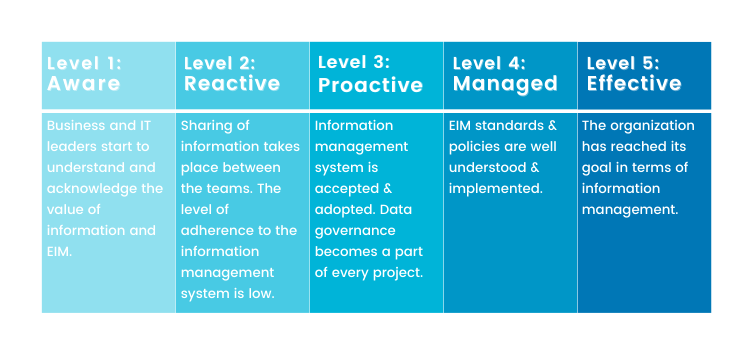 Level 1:
Aware
Business and IT
leaders start to
understand and
acknowledge the
value of
information and
EIM.
Level 2:
Reactive
Sharing of
information takes
place between
the teams. The
level of
adherence to the
information
management
system is low.
Level 3:
Proactive
Information
management
system is
accepted &
adopted. Data
governance
becomes a part
of every project.
Level 4:
Managed
EIM standards &
policies are well
understood &
implemented.
Level 5:
Effective
The organization
has reached its
goal in terms of
information
management.